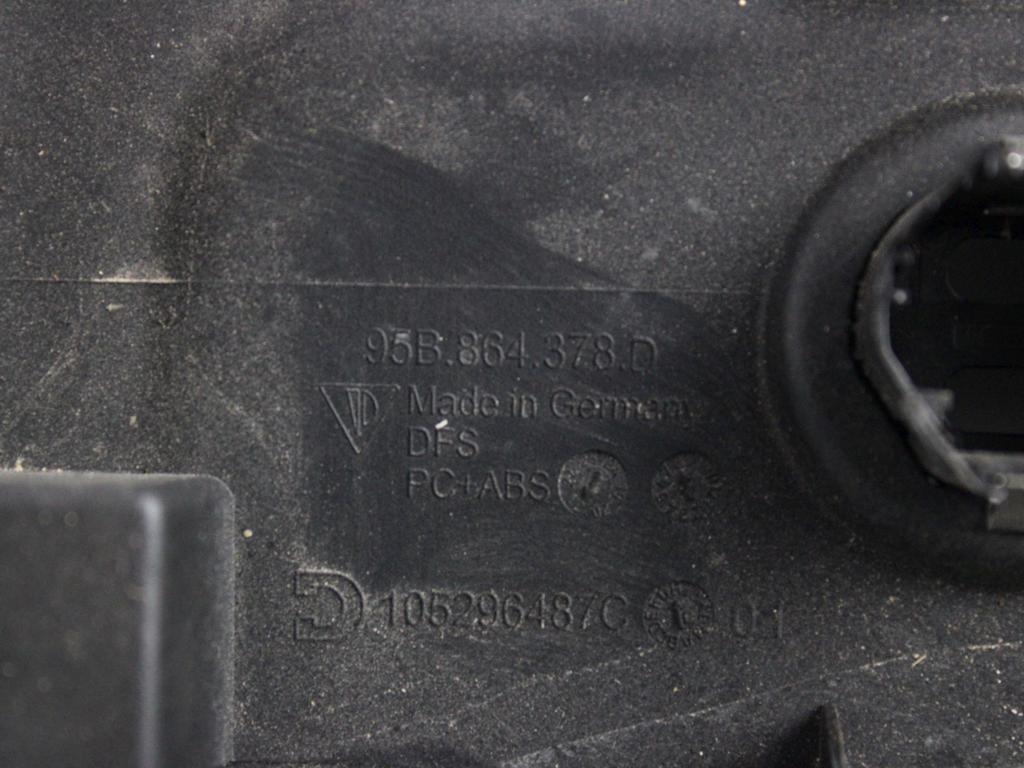 95B.864.378.D
Made in Germany
DFS
PC+ABS
105296487C 01